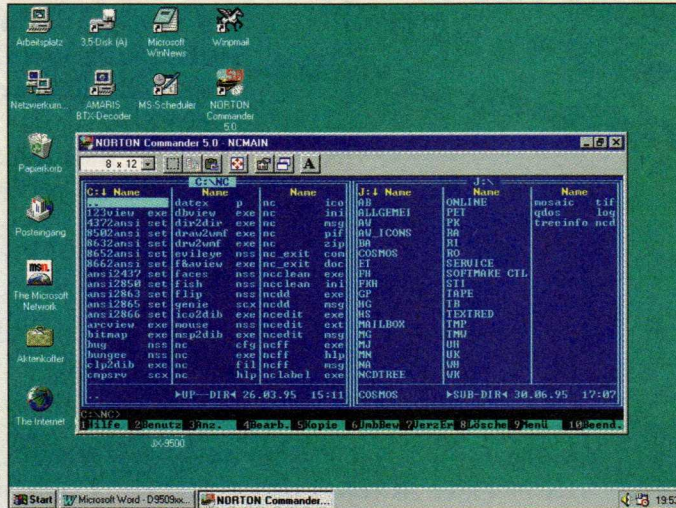 Arbeitsplatz
3,5-Disk (A)
Microsoft WinNews
Winpmail
Netzwerkum...
AMARIS BTX-Decoder
MS-Scheduler
NORTON Commander 5.0
Papierkorb
Posteingang
The Microsoft Network
Aktenkoffer
The Internet
JX-9500
NORTON Commander 5.0 - NCMAIN
8 x 12
C:\NC
J:\
C:↓ Name Name Name J:↓ Name Name Name
.. datex p nc ico AB ONLINE mosaic tif
123view exe dbview exe nc ini ALLGEMEI PET qdos log
4372ansi set dir2dir exe nc msg AW PK treeinfo ncd
8502ansi set draw2wmf exe nc pif AW_ICONS RA
8632ansi set drw2wmf exe nc zip BA RI
8652ansi set evileye nss nc_exit com COSMOS RO
8662ansi set f&aview exe nc_exit doc ET SERVICE
ansi2437 set faces nss ncclean exe FH SOFTMAKE CTL
ansi2850 set fish nss ncclean ini FKH STI
ansi2863 set flip nss ncdd exe GP TAPE
ansi2865 set genie scx ncdd msg HG TB
ansi2866 set ico2dib exe ncedit exe HS TEXTRED
arcview exe mouse nss ncedit ext MAILBOX TMP
bitmap exe msp2dib exe ncedit msg MG TMW
bug nss nc cfg ncff exe MJ UH
bungee nss nc exe ncff hlp MN UK
clp2dib exe nc fil ncff msg NA VH
cmpsrv scx nc hlp nclabel exe NCDTREE VK
.. ►UP--DIR◄ 26.03.95 15:11 COSMOS ►SUB-DIR◄ 30.06.95 17:07
C:\NC>
1Hilfe 2Benutz 3Anz. 4Bearb. 5Kopie 6UmbBew 7VerzEr 8Lösche 9Menü 10Beend.
Start Microsoft Word - D9509xx... NORTON Commander... 19:53